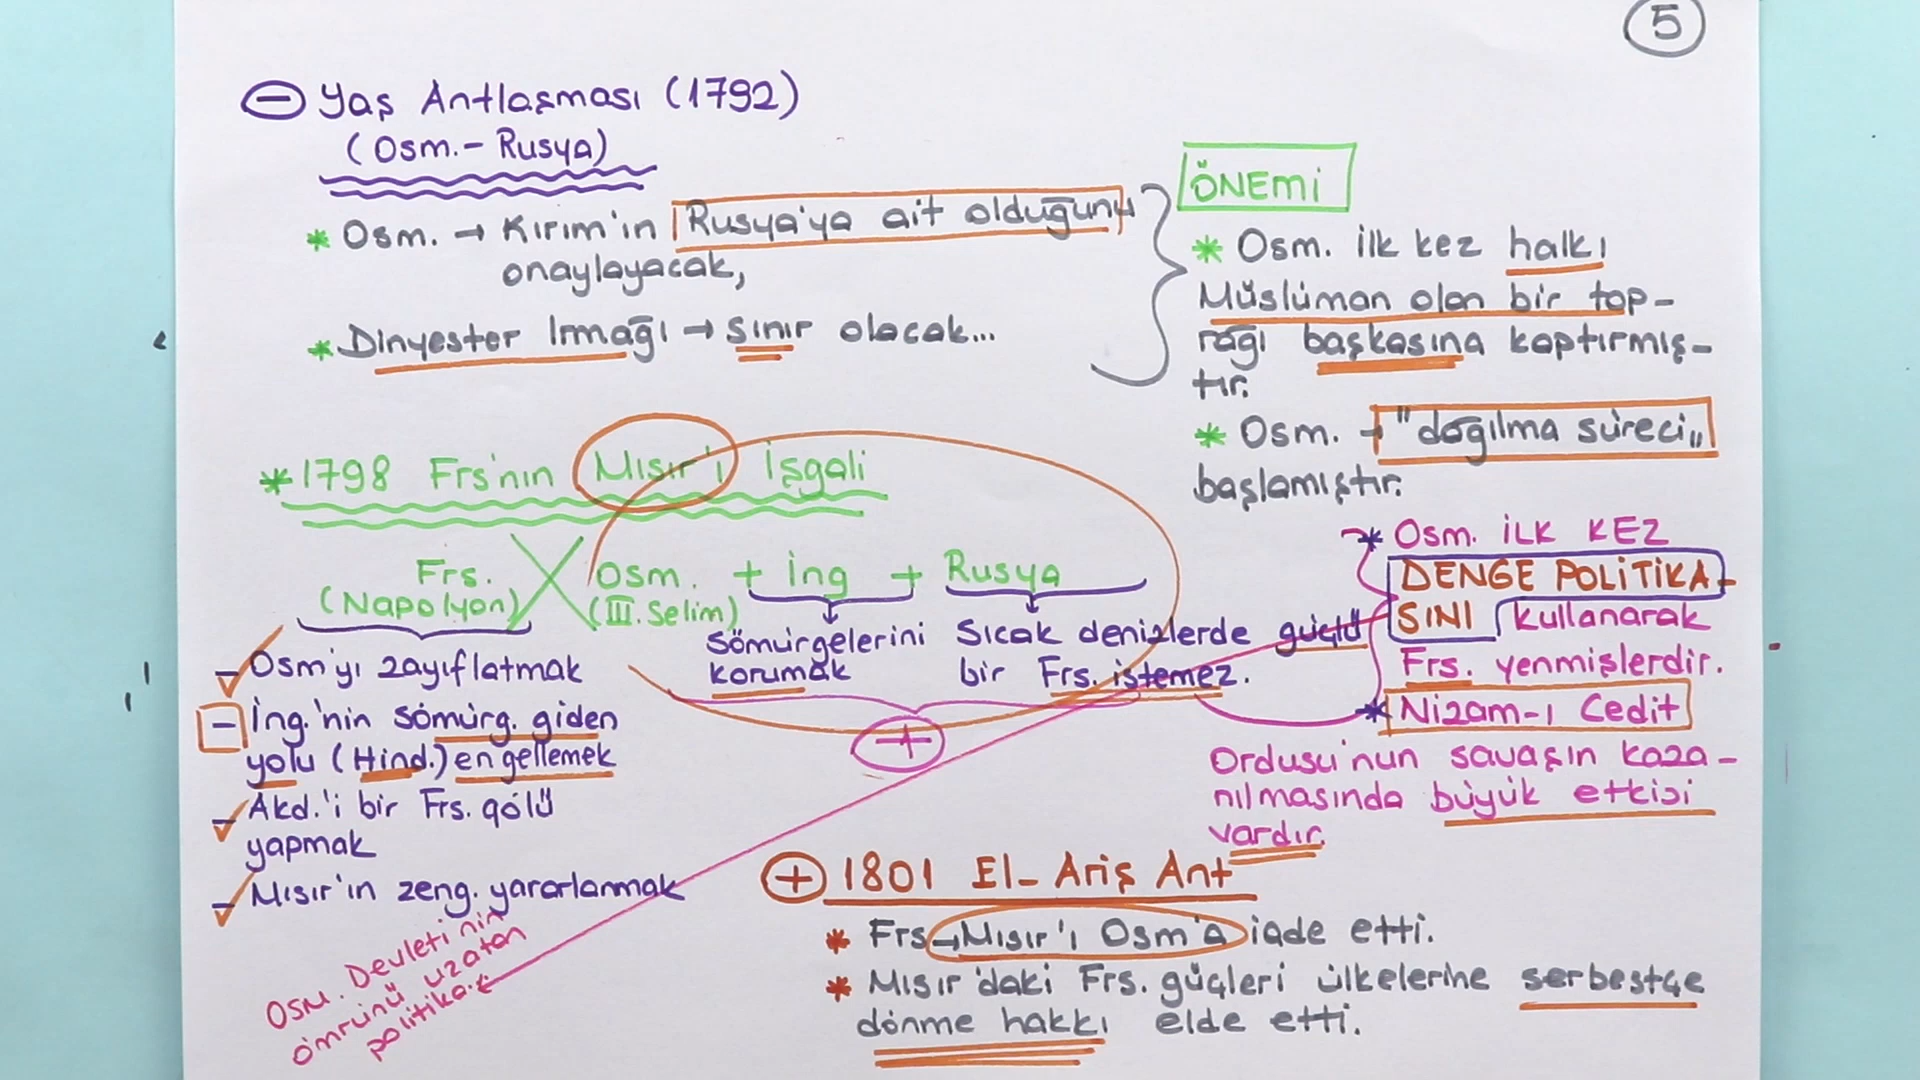 5
⊖ Yaş Antlaşması (1792)
(Osm.- Rusya)
* Osm. → Kırım'ın Rusya'ya ait olduğunu
onaylayacak,
* Dinyester Irmağı → sınır olacak...
ÖNEMİ
* Osm. ilk kez halkı
Müslüman olan bir top-
rağı başkasına kaptırmış-
tır.
* Osm. → "dağılma süreci"
başlamıştır.
* 1798 Frs'nın Mısır'ı İşgali
Frs. X Osm. + İng + Rusya
(Napolyon) (III. Selim)
- Osm'yı zayıflatmak
- İng.'nin sömürg. giden
yolu (Hind.) engellemek
- Akd.'i bir Frs. gölü
yapmak
- Mısır'ın zeng. yararlanmak
sömürgelerini
korumak
Sıcak denizlerde güçlü
bir Frs. istemez.
+
* Osm. İLK KEZ
DENGE POLİTİKA-
SINI kullanarak
Frs. yenmişlerdir.
* Nizam-ı Cedit
Ordusu'nun savaşın kaza-
nılmasında büyük etkisi
vardır.
Osm. Devleti'nin
ömrünü uzatan
politika.
⊕ 1801 El-Ariş Ant
* Frs → Mısır'ı Osm'a iade etti.
* Mısır'daki Frs. güçleri ülkelerine serbestçe
dönme hakkı elde etti.